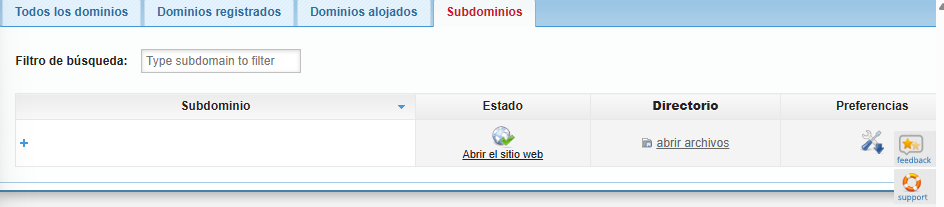 Todos los dominios Dominios registrados Dominios alojados Subdominios
Filtro de búsqueda: Type subdomain to filter
Subdominio Estado Directorio Preferencias
+ Abrir el sitio web abrir archivos
feedback
support